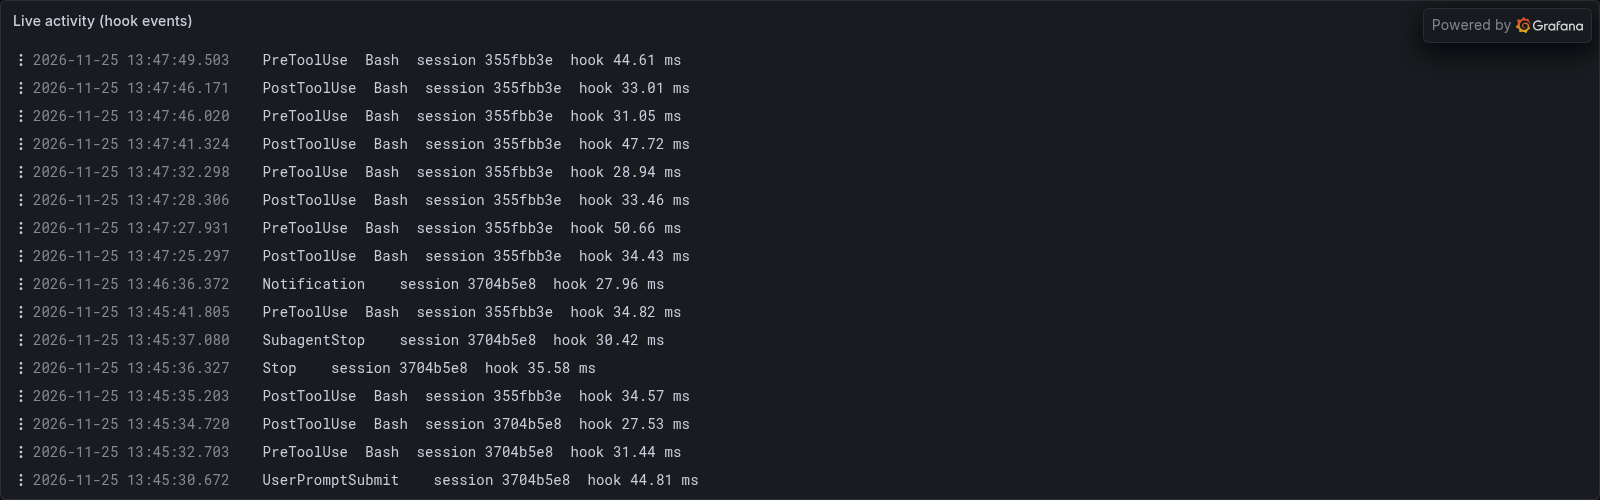 Live activity (hook events)
Powered by Grafana
2026-11-25 13:47:49.503 PreToolUse Bash session 355fbb3e hook 44.61 ms
2026-11-25 13:47:46.171 PostToolUse Bash session 355fbb3e hook 33.01 ms
2026-11-25 13:47:46.020 PreToolUse Bash session 355fbb3e hook 31.05 ms
2026-11-25 13:47:41.324 PostToolUse Bash session 355fbb3e hook 47.72 ms
2026-11-25 13:47:32.298 PreToolUse Bash session 355fbb3e hook 28.94 ms
2026-11-25 13:47:28.306 PostToolUse Bash session 355fbb3e hook 33.46 ms
2026-11-25 13:47:27.931 PreToolUse Bash session 355fbb3e hook 50.66 ms
2026-11-25 13:47:25.297 PostToolUse Bash session 355fbb3e hook 34.43 ms
2026-11-25 13:46:36.372 Notification session 3704b5e8 hook 27.96 ms
2026-11-25 13:45:41.805 PreToolUse Bash session 355fbb3e hook 34.82 ms
2026-11-25 13:45:37.080 SubagentStop session 3704b5e8 hook 30.42 ms
2026-11-25 13:45:36.327 Stop session 3704b5e8 hook 35.58 ms
2026-11-25 13:45:35.203 PostToolUse Bash session 355fbb3e hook 34.57 ms
2026-11-25 13:45:34.720 PostToolUse Bash session 3704b5e8 hook 27.53 ms
2026-11-25 13:45:32.703 PreToolUse Bash session 3704b5e8 hook 31.44 ms
2026-11-25 13:45:30.672 UserPromptSubmit session 3704b5e8 hook 44.81 ms